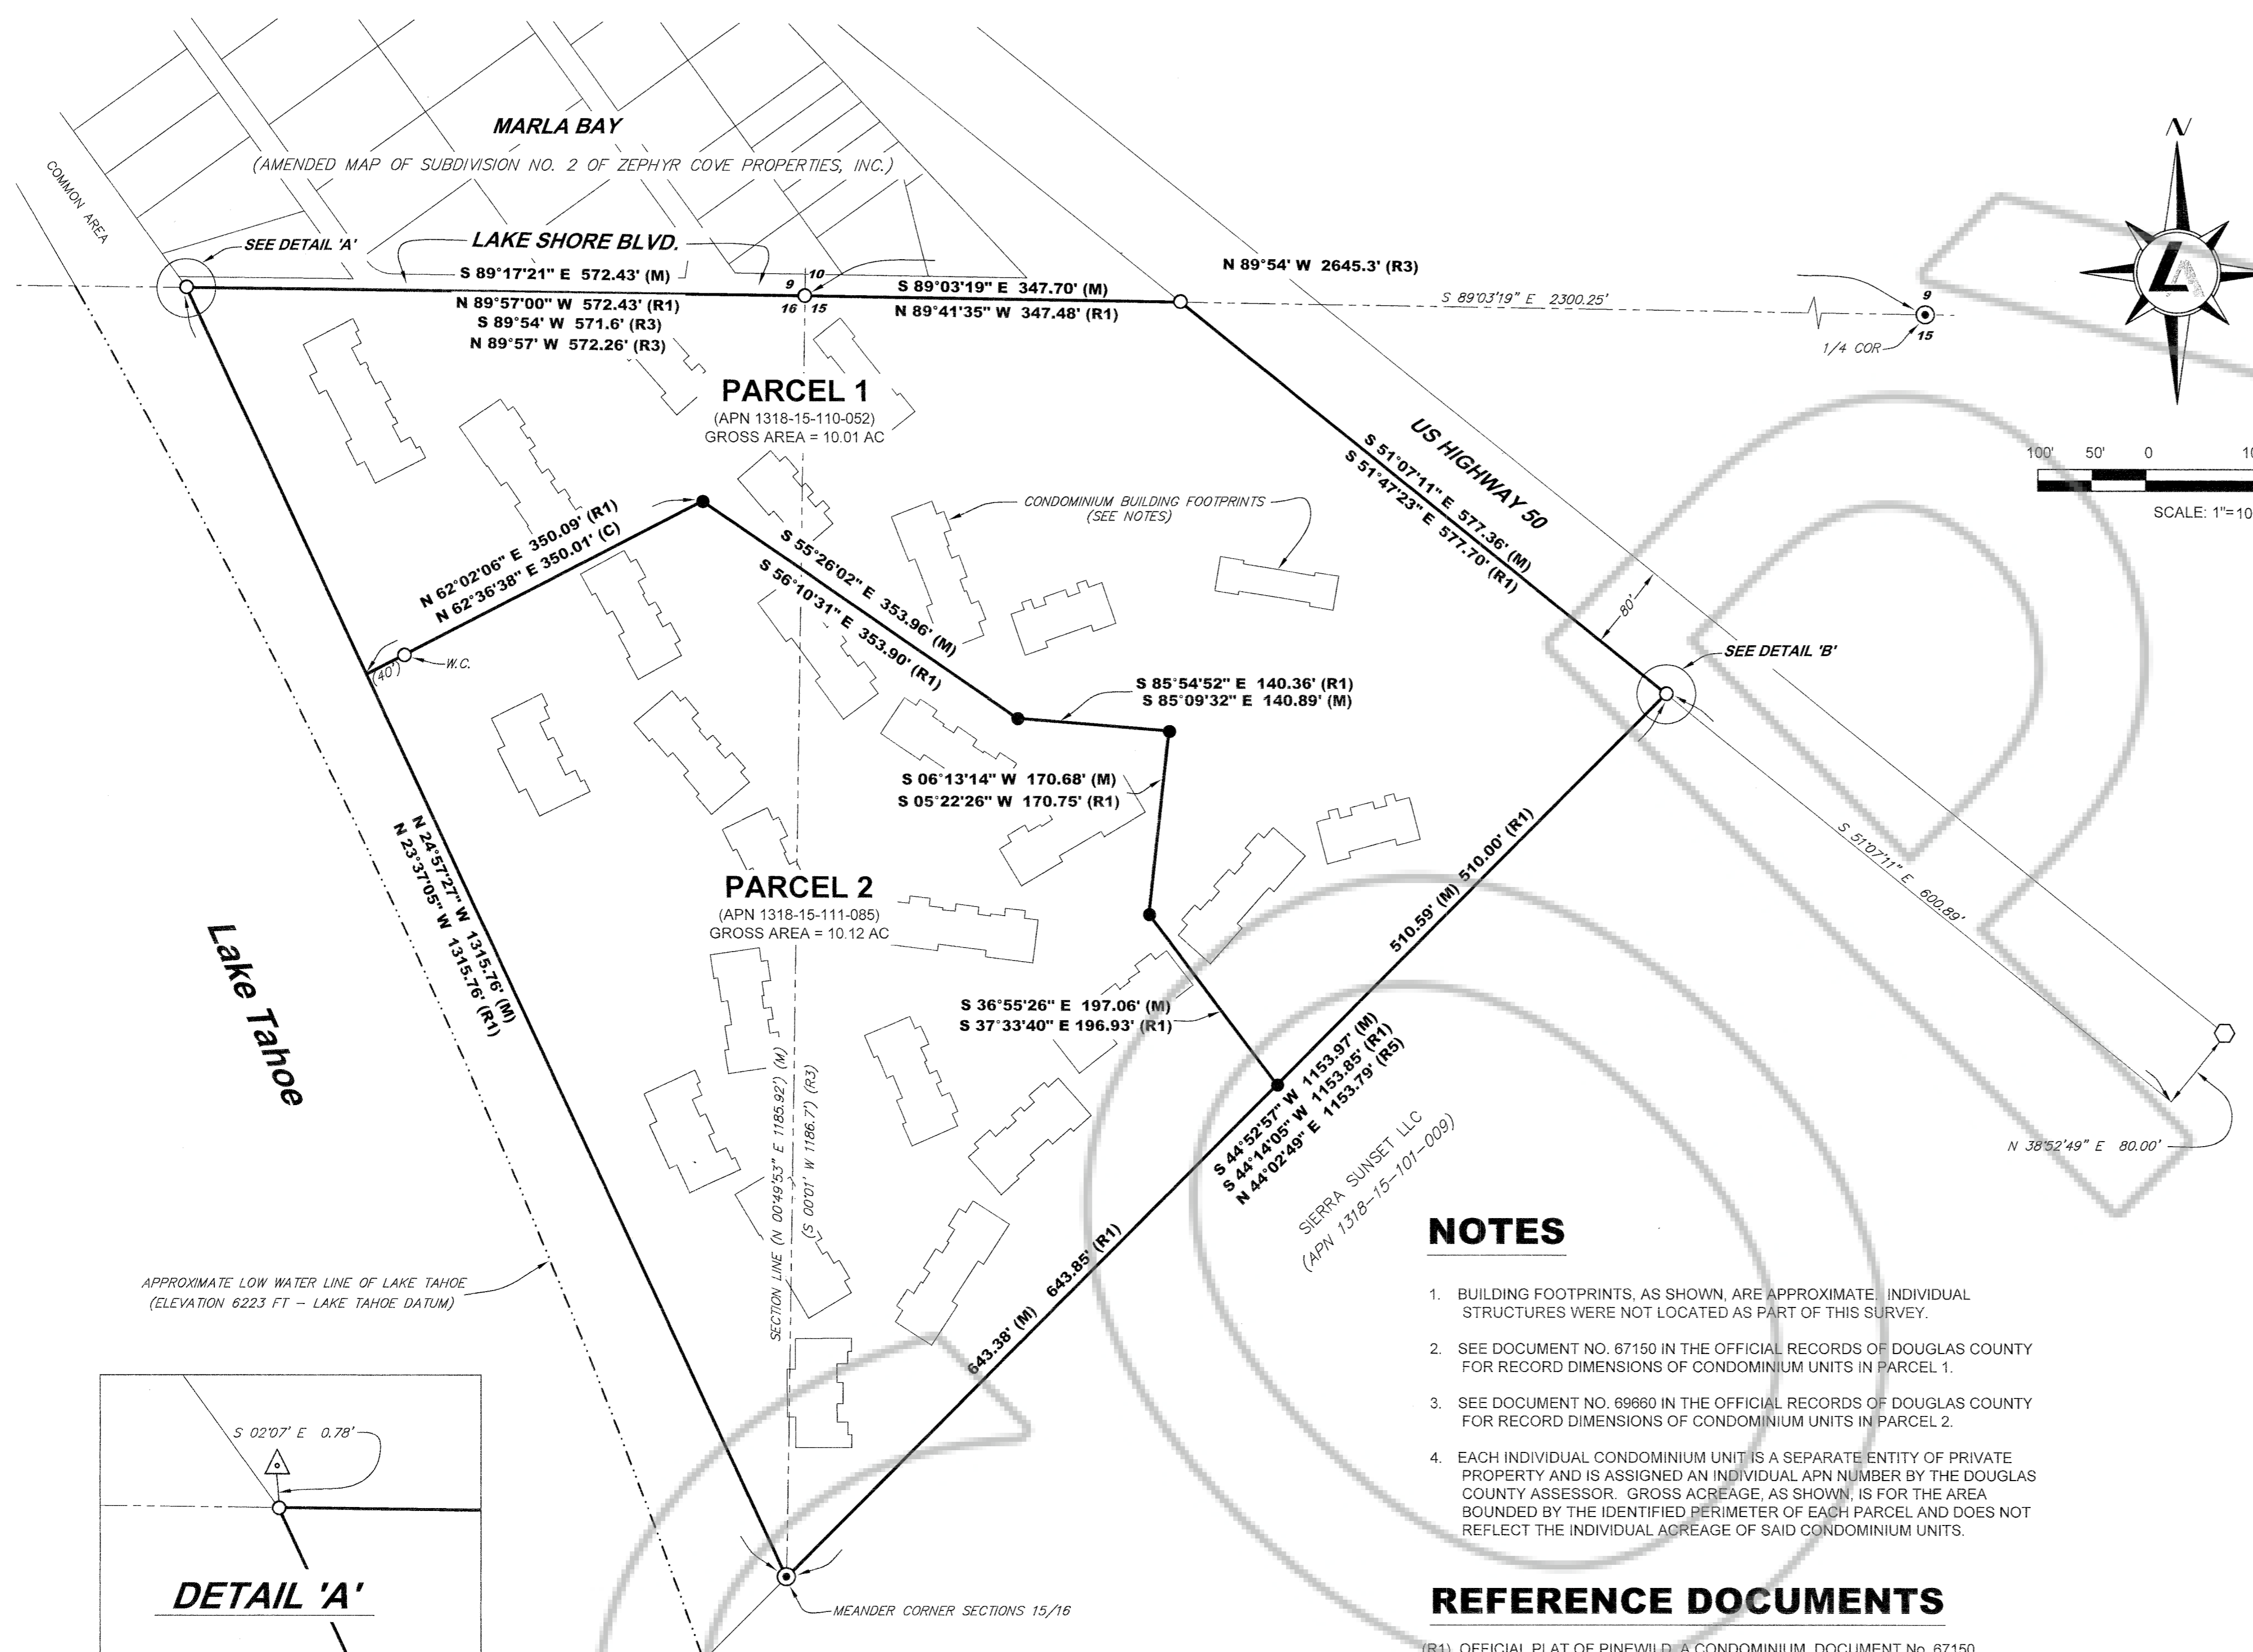 MARLA BAY
(AMENDED MAP OF SUBDIVISION NO. 2 OF ZEPHYR COVE PROPERTIES, INC.)
COMMON AREA
SEE DETAIL 'A'
LAKE SHORE BLVD.
S 89°17'21" E 572.43' (M)
N 89°57'00" W 572.43' (R1)
S 89°54' W 571.6' (R3)
N 89°57' W 572.26' (R3)
9
10
16
15
S 89°03'19" E 347.70' (M)
N 89°41'35" W 347.48' (R1)
N 89°54' W 2645.3' (R3)
S 89°03'19" E 2300.25'
9
15
1/4 COR
N
100' 50' 0
SCALE: 1"=10
PARCEL 1
(APN 1318-15-110-052)
GROSS AREA = 10.01 AC
US HIGHWAY 50
S 51°07'11" E 577.36' (M)
S 51°47'23" E 577.70' (R1)
CONDOMINIUM BUILDING FOOTPRINTS
(SEE NOTES)
N 62°02'06" E 350.09' (R1)
N 62°36'38" E 350.01' (C)
S 55°26'02" E 353.96' (M)
S 56°10'31" E 353.90' (R1)
80'
SEE DETAIL 'B'
(40')
W.C.
S 85°54'52" E 140.36' (R1)
S 85°09'32" E 140.89' (M)
S 06°13'14" W 170.68' (M)
S 05°22'26" W 170.75' (R1)
N 24°57'27" W 1315.76' (M)
N 23°37'05" W 1315.76' (R1)
PARCEL 2
(APN 1318-15-111-085)
GROSS AREA = 10.12 AC
510.59' (M) 510.00' (R1)
S 51°07'11" E 600.89'
Lake Tahoe
S 36°55'26" E 197.06' (M)
S 37°33'40" E 196.93' (R1)
SECTION LINE (N 00°49'53" E 1185.92') (M)
(S 00°01' W 1186.7') (R3)
S 44°52'57" W 1153.97' (M)
S 44°14'05" W 1153.85' (R1)
N 44°02'49" E 1153.79' (R5)
SIERRA SUNSET LLC
(APN 1318-15-101-009)
N 38°52'49" E 80.00'
643.38' (M) 643.85' (R1)
APPROXIMATE LOW WATER LINE OF LAKE TAHOE
(ELEVATION 6223 FT - LAKE TAHOE DATUM)
S 02°07' E 0.78'
DETAIL 'A'
MEANDER CORNER SECTIONS 15/16
NOTES
1. BUILDING FOOTPRINTS, AS SHOWN, ARE APPROXIMATE. INDIVIDUAL
STRUCTURES WERE NOT LOCATED AS PART OF THIS SURVEY.
2. SEE DOCUMENT NO. 67150 IN THE OFFICIAL RECORDS OF DOUGLAS COUNTY
FOR RECORD DIMENSIONS OF CONDOMINIUM UNITS IN PARCEL 1.
3. SEE DOCUMENT NO. 69660 IN THE OFFICIAL RECORDS OF DOUGLAS COUNTY
FOR RECORD DIMENSIONS OF CONDOMINIUM UNITS IN PARCEL 2.
4. EACH INDIVIDUAL CONDOMINIUM UNIT IS A SEPARATE ENTITY OF PRIVATE
PROPERTY AND IS ASSIGNED AN INDIVIDUAL APN NUMBER BY THE DOUGLAS
COUNTY ASSESSOR. GROSS ACREAGE, AS SHOWN, IS FOR THE AREA
BOUNDED BY THE IDENTIFIED PERIMETER OF EACH PARCEL AND DOES NOT
REFLECT THE INDIVIDUAL ACREAGE OF SAID CONDOMINIUM UNITS.
REFERENCE DOCUMENTS
(R1) OFFICIAL PLAT OF PINEWILD, A CONDOMINIUM, DOCUMENT No. 67150